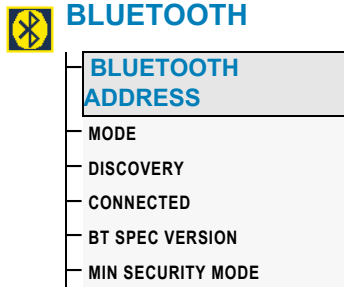 BLUETOOTH
BLUETOOTH
ADDRESS
MODE
DISCOVERY
CONNECTED
BT SPEC VERSION
MIN SECURITY MODE